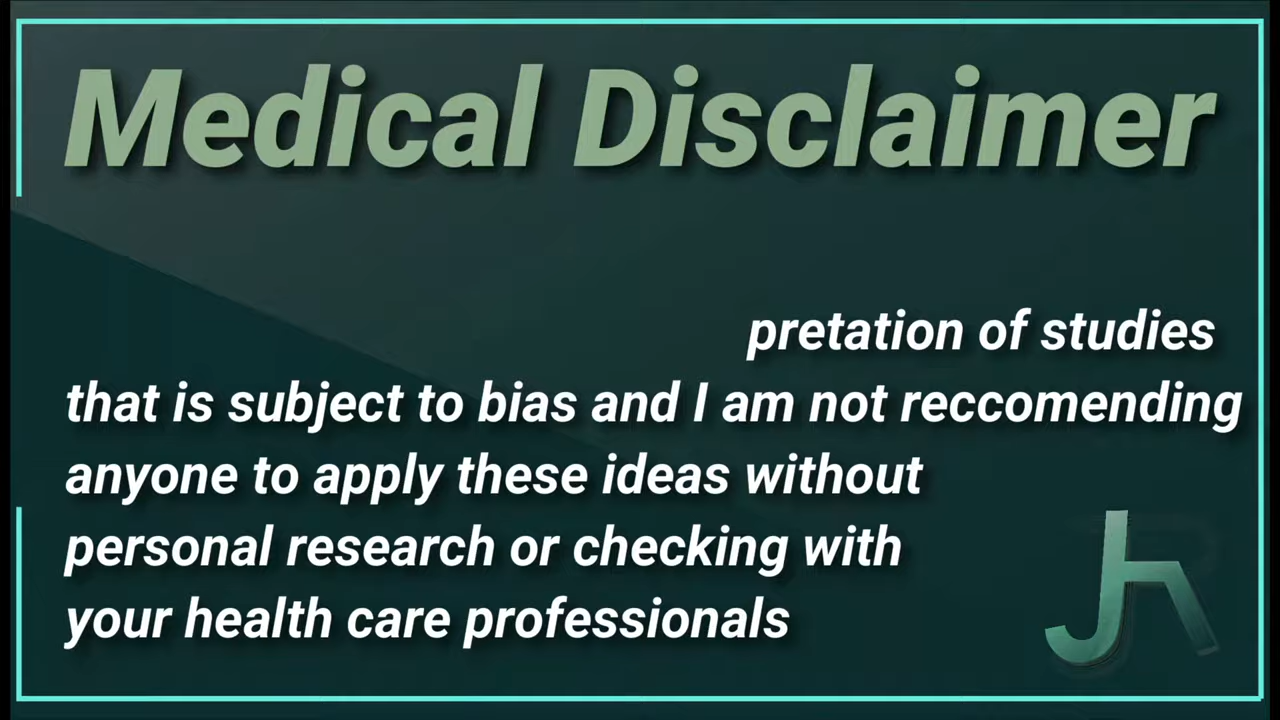 Medical Disclaimer
pretation of studies
that is subject to bias and I am not reccomending
anyone to apply these ideas without
personal research or checking with
your health care professionals